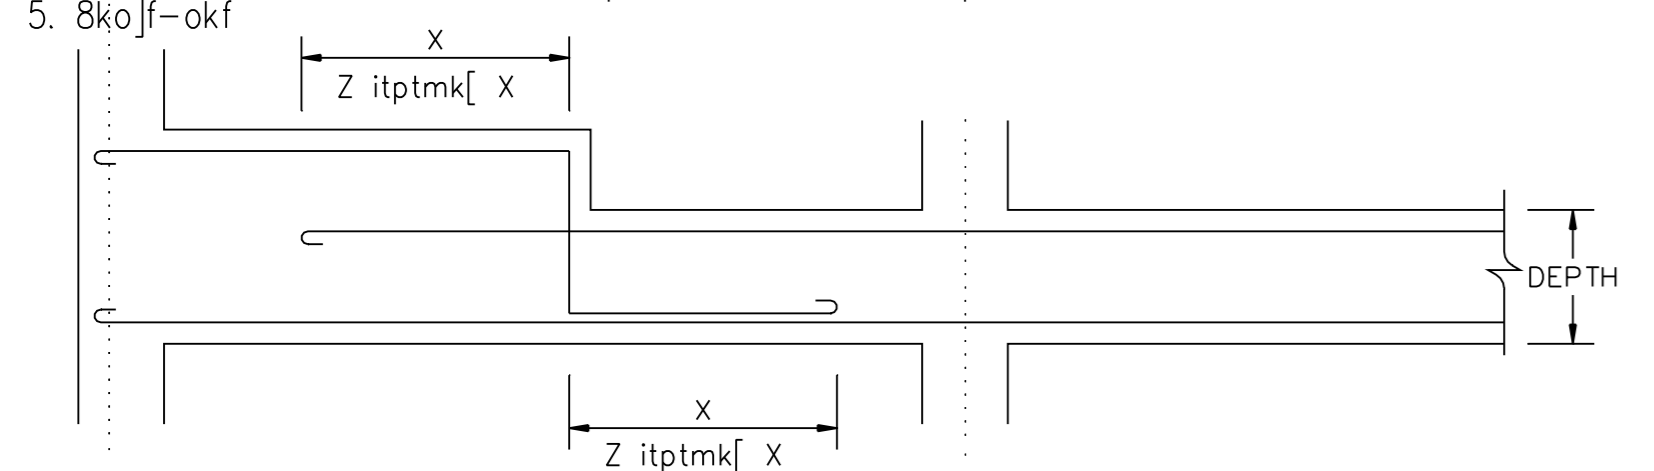 5. 8ko]f-okf
X
Z itptmk[ X
DEPTH
X
Z itptmk[ X